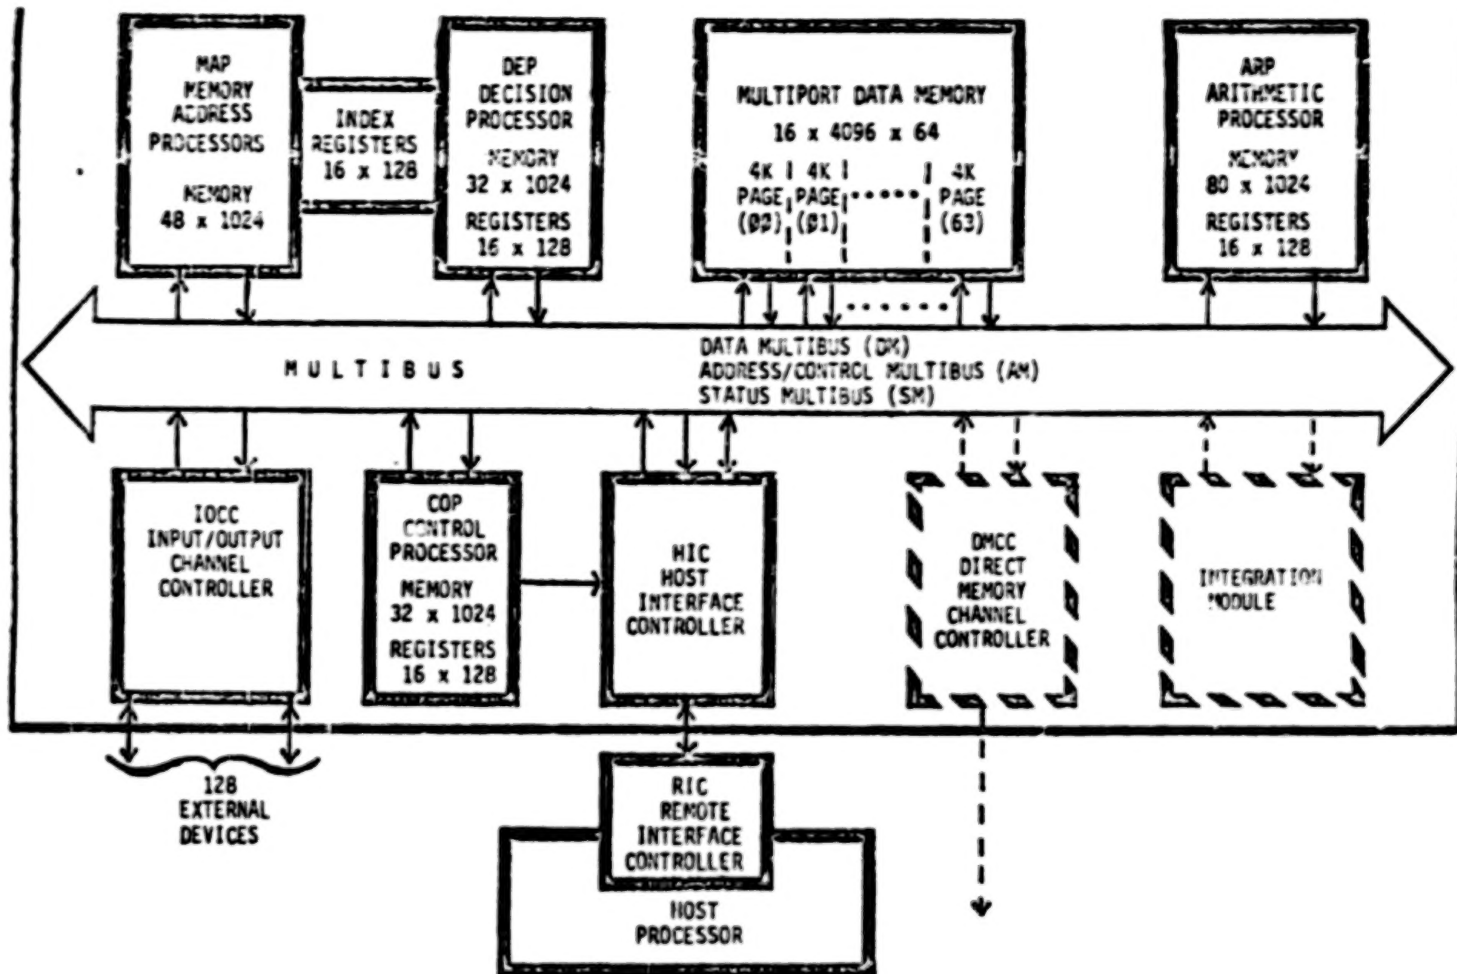 MAP
MEMORY
ADDRESS
PROCESSORS
MEMORY
48 x 1024
INDEX
REGISTERS
16 x 128
DEP
DECISION
PROCESSOR
MEMORY
32 x 1024
REGISTERS
16 x 128
MULTIPORT DATA MEMORY
16 x 4096 x 64
4K
PAGE
(00)
4K
PAGE
(01)
4K
PAGE
(63)
ARP
ARITHMETIC
PROCESSOR
MEMORY
80 x 1024
REGISTERS
16 x 128
MULTIBUS
DATA MULTIBUS (DM)
ADDRESS/CONTROL MULTIBUS (AM)
STATUS MULTIBUS (SM)
IOCC
INPUT/OUTPUT
CHANNEL
CONTROLLER
COP
CONTROL
PROCESSOR
MEMORY
32 x 1024
REGISTERS
16 x 128
HIC
HOST
INTERFACE
CONTROLLER
DMCC
DIRECT
MEMORY
CHANNEL
CONTROLLER
INTEGRATION
MODULE
128
EXTERNAL
DEVICES
RIC
REMOTE
INTERFACE
CONTROLLER
HOST
PROCESSOR